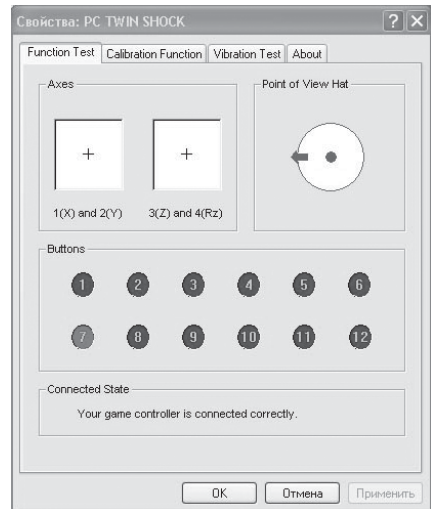 Свойства: PC TWIN SHOCK
Function Test Calibration Function Vibration Test About
Axes
Point of View Hat
1(X) and 2(Y) 3(Z) and 4(Rz)
Buttons
1 2 3 4 5 6
7 8 9 10 11 12
Connected State
Your game controller is connected correctly.
OK Отмена Применить